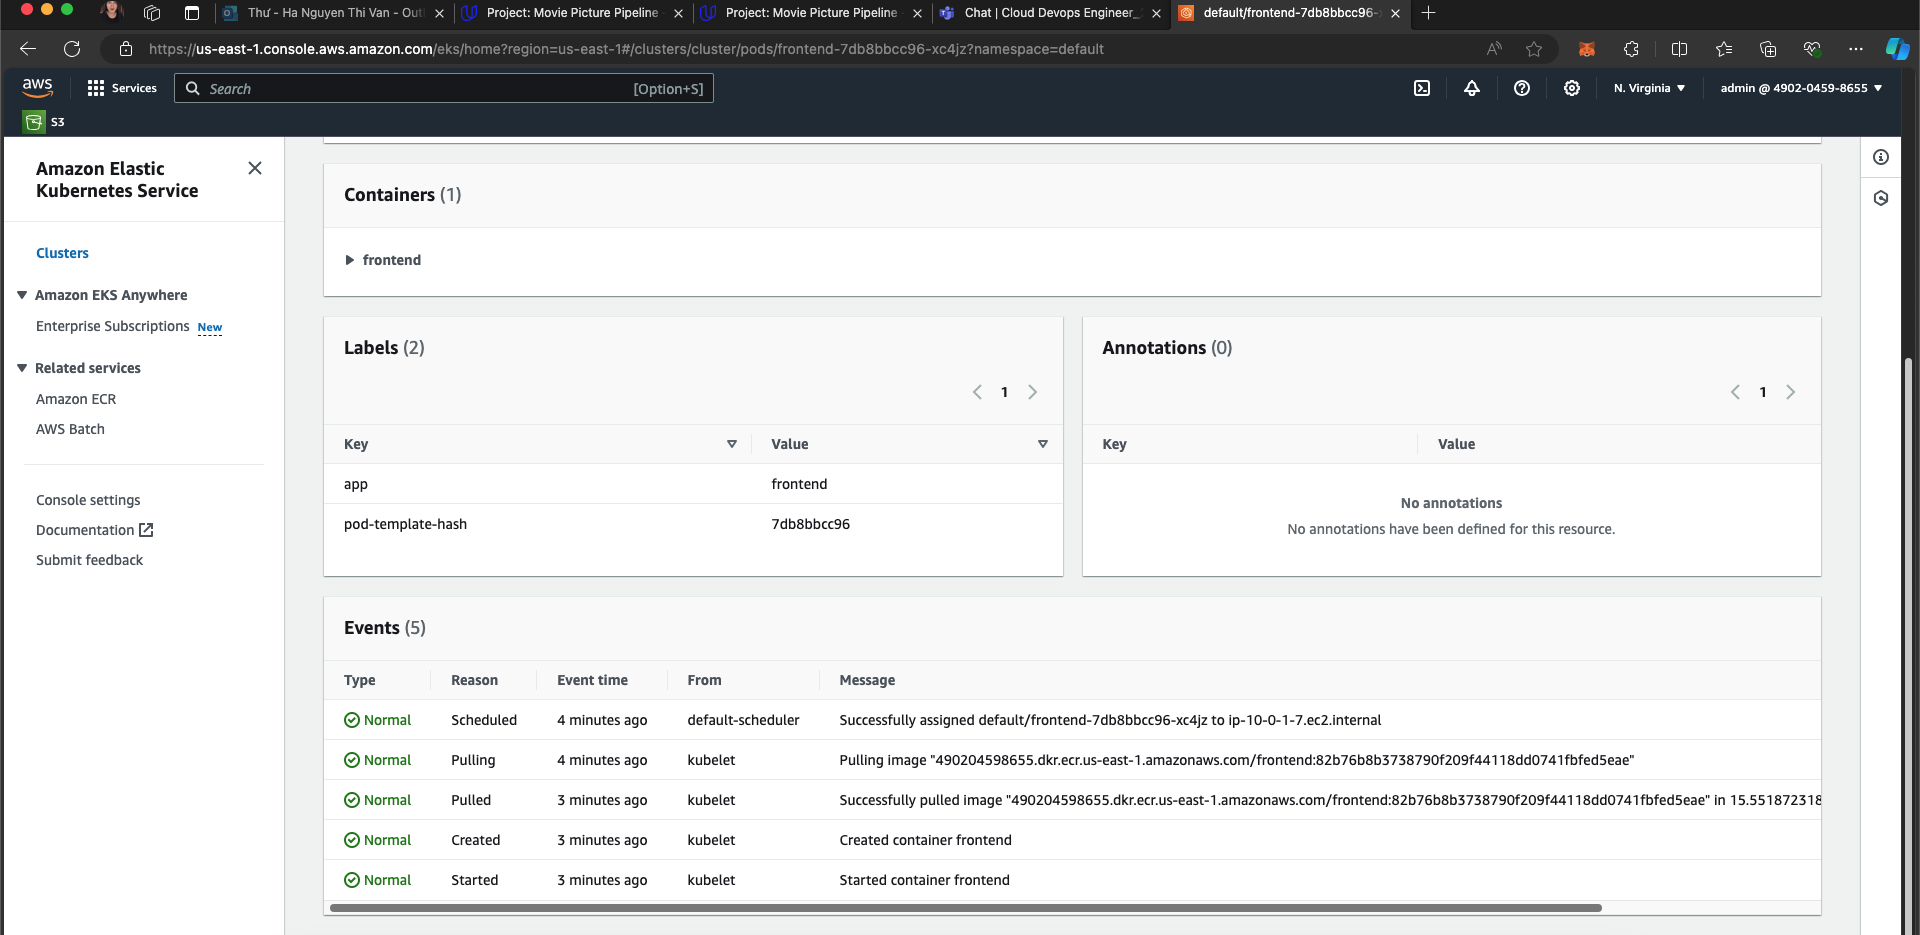 Thư - Ha Nguyen Thi Van - Out
Project: Movie Picture Pipeline
Project: Movie Picture Pipeline
Chat | Cloud Devops Engineer_
default/frontend-7db8bbcc96-
https://us-east-1.console.aws.amazon.com/eks/home?region=us-east-1#/clusters/cluster/pods/frontend-7db8bbcc96-xc4jz?namespace=default
aws
Services
Search
[Option+S]
N. Virginia
admin @ 4902-0459-8655
S3
Amazon Elastic
Kubernetes Service
Clusters
Amazon EKS Anywhere
Enterprise Subscriptions New
Related services
Amazon ECR
AWS Batch
Console settings
Documentation
Submit feedback
Containers (1)
frontend
Labels (2)
1
Key Value
app frontend
pod-template-hash 7db8bbcc96
Annotations (0)
1
Key Value
No annotations
No annotations have been defined for this resource.
Events (5)
Type Reason Event time From Message
Normal Scheduled 4 minutes ago default-scheduler Successfully assigned default/frontend-7db8bbcc96-xc4jz to ip-10-0-1-7.ec2.internal
Normal Pulling 4 minutes ago kubelet Pulling image "490204598655.dkr.ecr.us-east-1.amazonaws.com/frontend:82b76b8b3738790f209f44118dd0741fbfed5eae"
Normal Pulled 3 minutes ago kubelet Successfully pulled image "490204598655.dkr.ecr.us-east-1.amazonaws.com/frontend:82b76b8b3738790f209f44118dd0741fbfed5eae" in 15.551872318
Normal Created 3 minutes ago kubelet Created container frontend
Normal Started 3 minutes ago kubelet Started container frontend